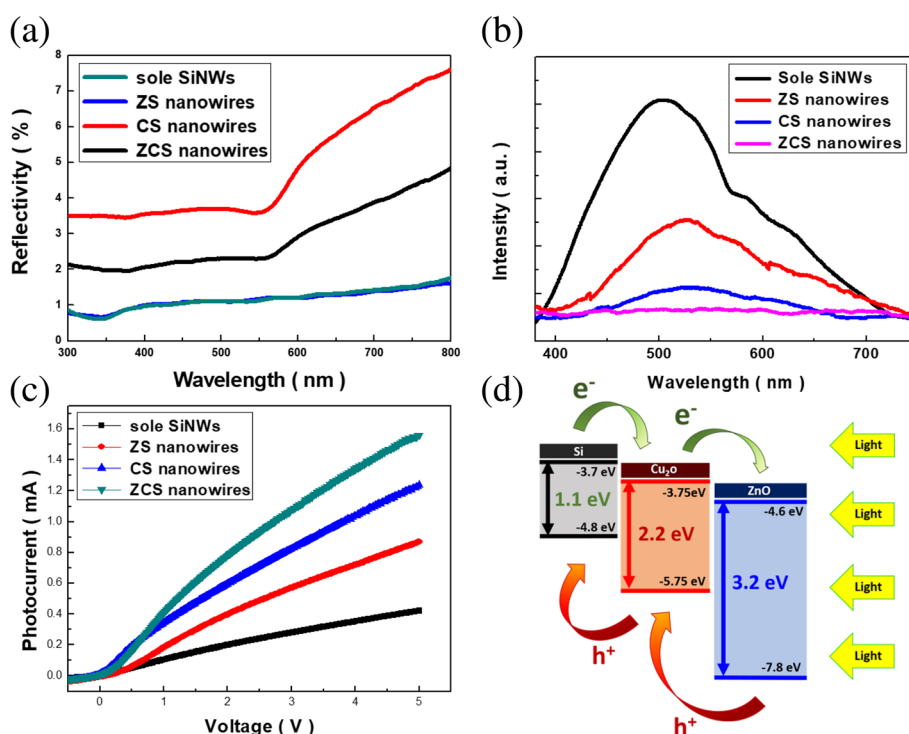 (a)
8
7
6
5
4
3
2
1
0
Reflectivity ( % )
sole SiNWs
ZS nanowires
CS nanowires
ZCS nanowires
300 400 500 600 700 800
Wavelength ( nm )
(b)
Intensity ( a.u. )
Sole SiNWs
ZS nanowires
CS nanowires
ZCS nanowires
400 500 600 700
Wavelength ( nm )
(c)
1.6
1.4
1.2
1.0
0.8
0.6
0.4
0.2
0.0
Photocurrent ( mA )
sole SiNWs
ZS nanowires
CS nanowires
ZCS nanowires
0 1 2 3 4 5
Voltage ( V )
(d)
e-
e-
Si
-3.7 eV
1.1 eV
-4.8 eV
Cu2o
-3.75eV
2.2 eV
-5.75 eV
ZnO
-4.6 eV
3.2 eV
-7.8 eV
h+
h+
Light
Light
Light
Light